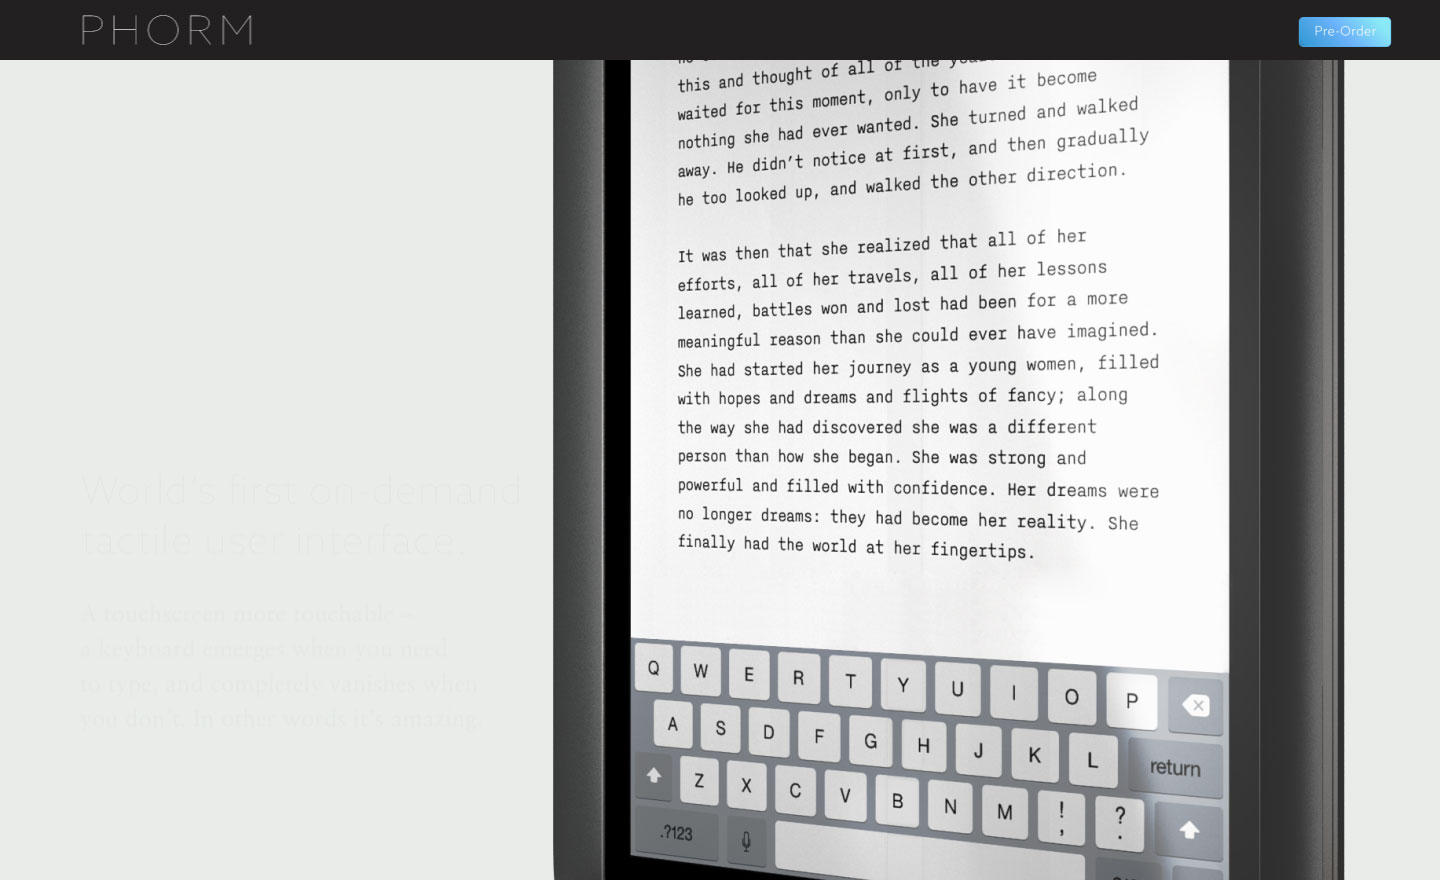 PHORM
Pre-Order
this and thought of all of the
waited for this moment, only to have it become
nothing she had ever wanted. She turned and walked
away. He didn't notice at first, and then gradually
he too looked up, and walked the other direction.
It was then that she realized that all of her
efforts, all of her travels, all of her lessons
learned, battles won and lost had been for a more
meaningful reason than she could ever have imagined.
She had started her journey as a young women, filled
with hopes and dreams and flights of fancy; along
the way she had discovered she was a different
person than how she began. She was strong and
powerful and filled with confidence. Her dreams were
no longer dreams: they had become her reality. She
finally had the world at her fingertips.
World's first on-demand
tactile user interface.
A touchscreen more touchable –
a keyboard emerges when you need
to type, and completely vanishes when
you don't. In other words it's amazing.
Q W E R T Y U I O P
A S D F G H J K L return
Z X C V B N M ! , ? .
.?123